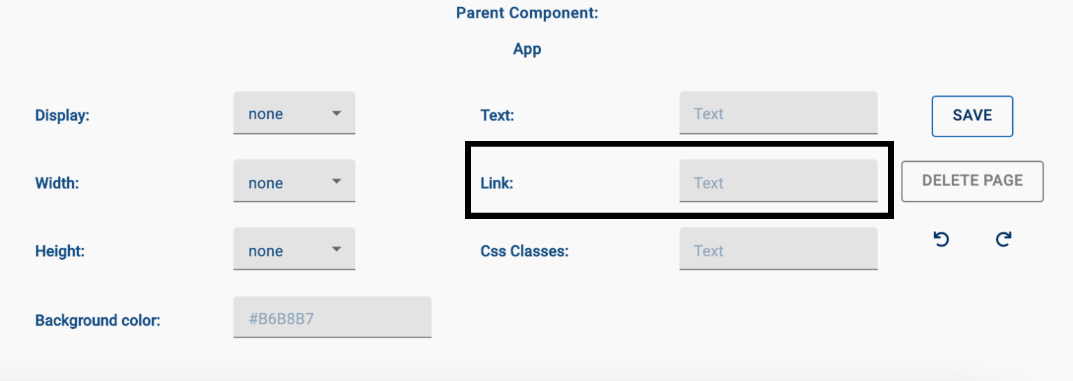 Parent Component:
App
Display: none Text: Text SAVE
Width: none Link: Text DELETE PAGE
Height: none Css Classes: Text
Background color: #B6B8B7